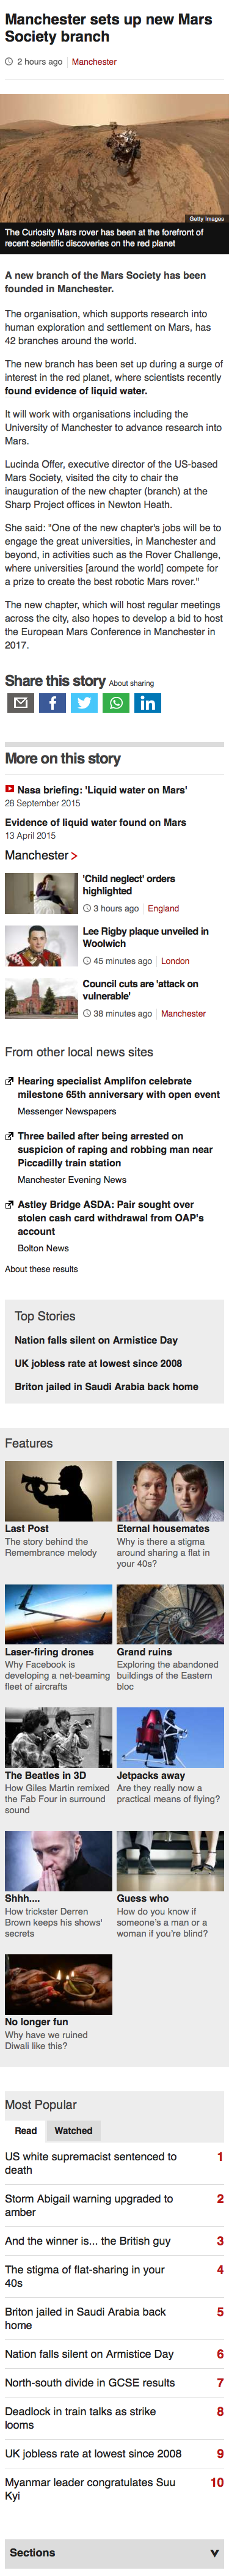 Manchester sets up new Mars
Society branch
2 hours ago
Manchester
Getty Images
The Curiosity Mars rover has been at the forefront of
recent scientific discoveries on the red planet
A new branch of the Mars Society has been
founded in Manchester.
The organisation, which supports research into
human exploration and settlement on Mars, has
42 branches around the world.
The new branch has been set up during a surge of
interest in the red planet, where scientists recently
found evidence of liquid water.
It will work with organisations including the
University of Manchester to advance research into
Mars.
Lucinda Offer, executive director of the US-based
Mars Society, visited the city to chair the
inauguration of the new chapter (branch) at the
Sharp Project offices in Newton Heath.
She said: "One of the new chapter's jobs will be to
engage the great universities, in Manchester and
beyond, in activities such as the Rover Challenge,
where universities [around the world] compete for
a prize to create the best robotic Mars rover."
The new chapter, which will host regular meetings
across the city, also hopes to develop a bid to host
the European Mars Conference in Manchester in
2017.
Share this story About sharing
f
in
More on this story
Nasa briefing: 'Liquid water on Mars'
28 September 2015
Evidence of liquid water found on Mars
13 April 2015
Manchester >
'Child neglect' orders
highlighted
3 hours ago
England
Lee Rigby plaque unveiled in
Woolwich
45 minutes ago
London
Council cuts are 'attack on
vulnerable'
38 minutes ago
Manchester
From other local news sites
Hearing specialist Amplifon celebrate
milestone 65th anniversary with open event
Messenger Newspapers
Three bailed after being arrested on
suspicion of raping and robbing man near
Piccadilly train station
Manchester Evening News
Astley Bridge ASDA: Pair sought over
stolen cash card withdrawal from OAP's
account
Bolton News
About these results
Top Stories
Nation falls silent on Armistice Day
UK jobless rate at lowest since 2008
Briton jailed in Saudi Arabia back home
Features
Last Post
The story behind the
Remembrance melody
Eternal housemates
Why is there a stigma
around sharing a flat in
your 40s?
Laser-firing drones
Why Facebook is
developing a net-beaming
fleet of aircrafts
Grand ruins
Exploring the abandoned
buildings of the Eastern
bloc
The Beatles in 3D
How Giles Martin remixed
the Fab Four in surround
sound
Jetpacks away
Are they really now a
practical means of flying?
Shhh....
How trickster Derren
Brown keeps his shows'
secrets
Guess who
How do you know if
someone's a man or a
woman if you're blind?
No longer fun
Why have we ruined
Diwali like this?
Most Popular
Read
Watched
US white supremacist sentenced to
death
1
Storm Abigail warning upgraded to
amber
2
And the winner is... the British guy
3
The stigma of flat-sharing in your
40s
4
Briton jailed in Saudi Arabia back
home
5
Nation falls silent on Armistice Day
6
North-south divide in GCSE results
7
Deadlock in train talks as strike
looms
8
UK jobless rate at lowest since 2008
9
Myanmar leader congratulates Suu
Kyi
10
Sections